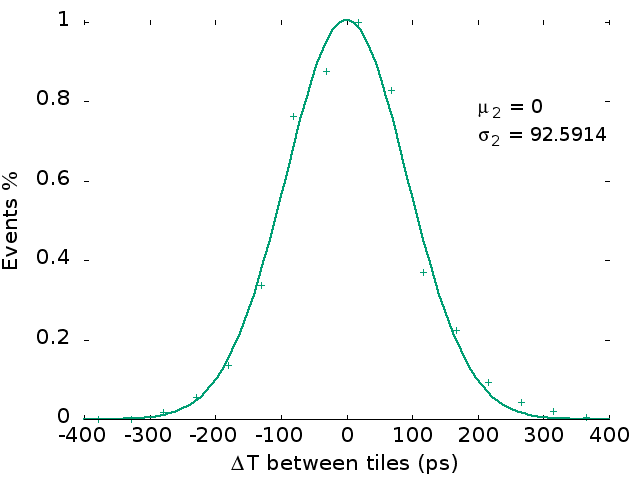 1
0.8
0.6
0.4
0.2
0
Events %
μ2 = 0
σ2 = 92.5914
-400 -300 -200 -100 0 100 200 300 400
ΔT between tiles (ps)